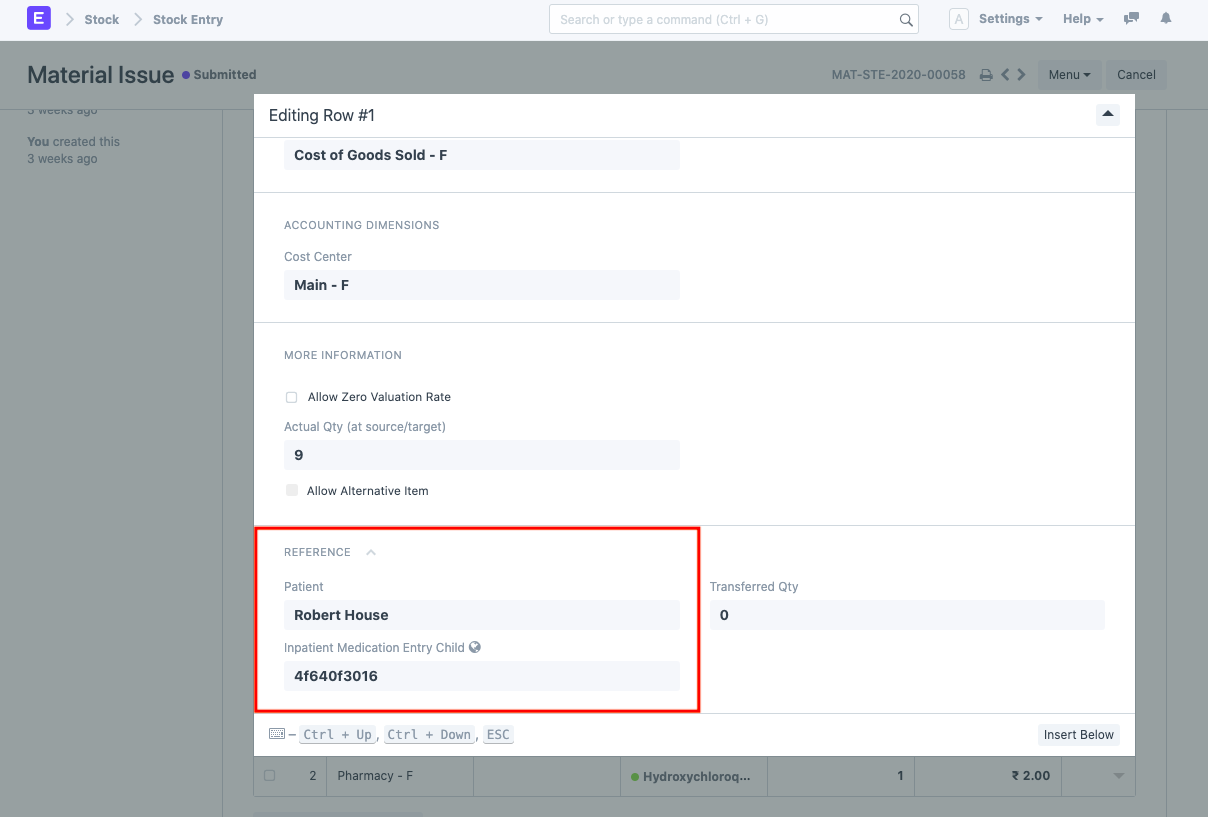 E Stock Stock Entry Search or type a command (Ctrl + G) A Settings Help
Material Issue Submitted MAT-STE-2020-00058 Menu Cancel
3 weeks ago
You created this
3 weeks ago
Editing Row #1
Cost of Goods Sold - F
ACCOUNTING DIMENSIONS
Cost Center
Main - F
MORE INFORMATION
Allow Zero Valuation Rate
Actual Qty (at source/target)
9
Allow Alternative Item
REFERENCE
Patient Transferred Qty
Robert House 0
Inpatient Medication Entry Child
4f640f3016
– Ctrl + Up, Ctrl + Down, ESC Insert Below
2 Pharmacy - F Hydroxychloroq... 1 ₹ 2.00